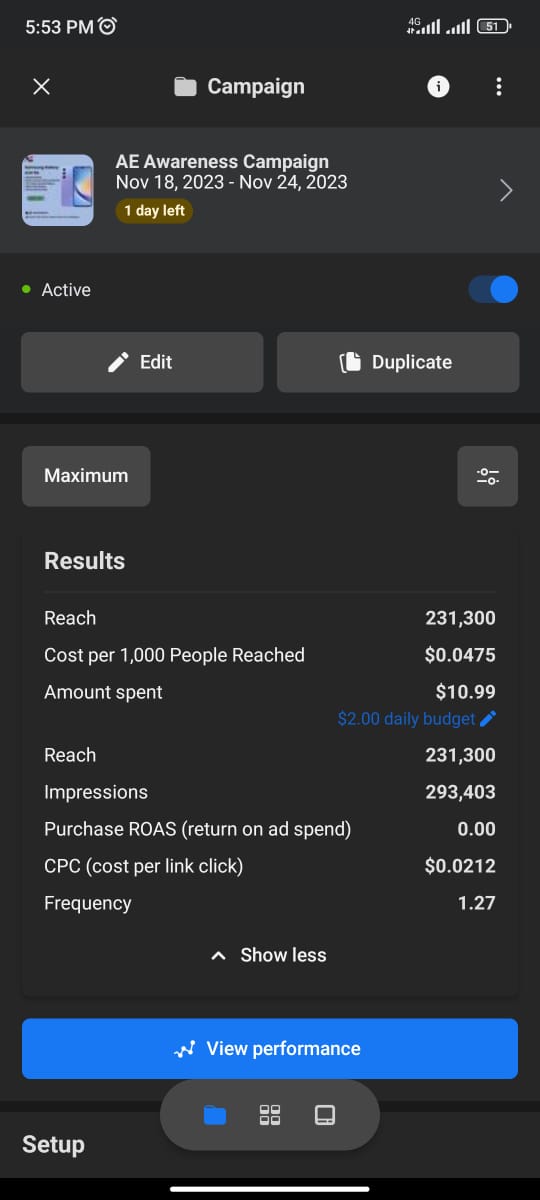 5:53 PM
4G
51
Campaign
AE Awareness Campaign
Nov 18, 2023 - Nov 24, 2023
1 day left
Active
Edit
Duplicate
Maximum
Results
Reach 231,300
Cost per 1,000 People Reached $0.0475
Amount spent $10.99
$2.00 daily budget
Reach 231,300
Impressions 293,403
Purchase ROAS (return on ad spend) 0.00
CPC (cost per link click) $0.0212
Frequency 1.27
Show less
View performance
Setup